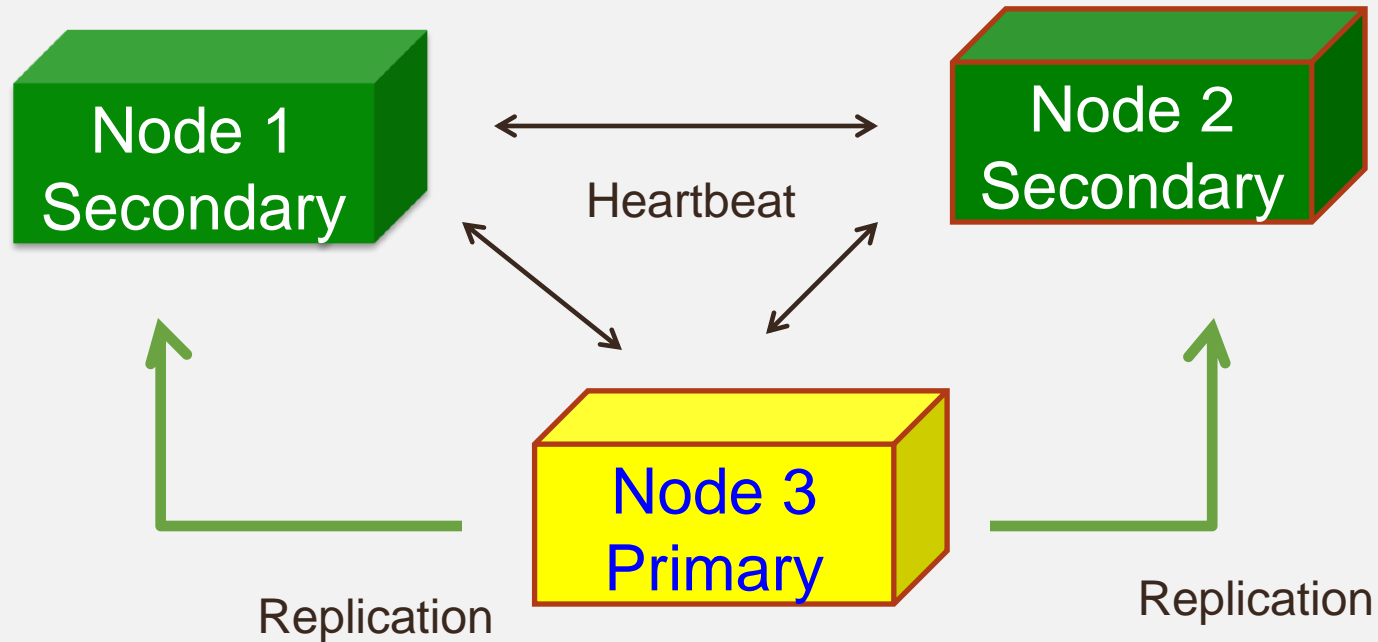 Node 1
Secondary
Node 2
Secondary
Heartbeat
Node 3
Primary
Replication
Replication